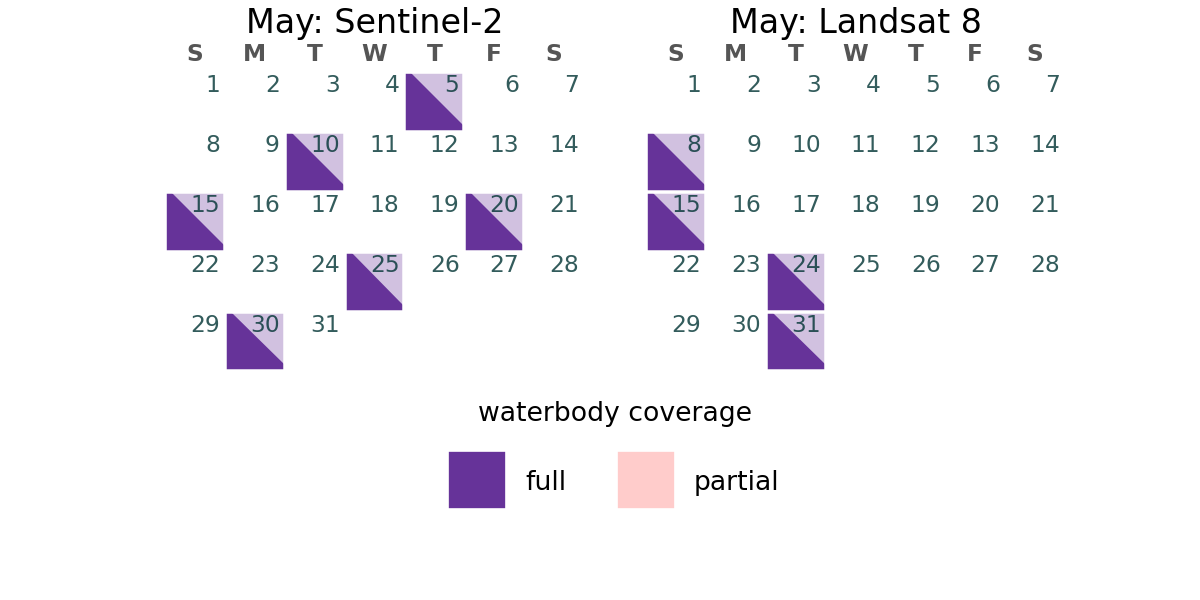 May: Sentinel-2
S M T W T F S
1 2 3 4 5 6 7
8 9 10 11 12 13 14
15 16 17 18 19 20 21
22 23 24 25 26 27 28
29 30 31
May: Landsat 8
S M T W T F S
1 2 3 4 5 6 7
8 9 10 11 12 13 14
15 16 17 18 19 20 21
22 23 24 25 26 27 28
29 30 31
waterbody coverage
full partial